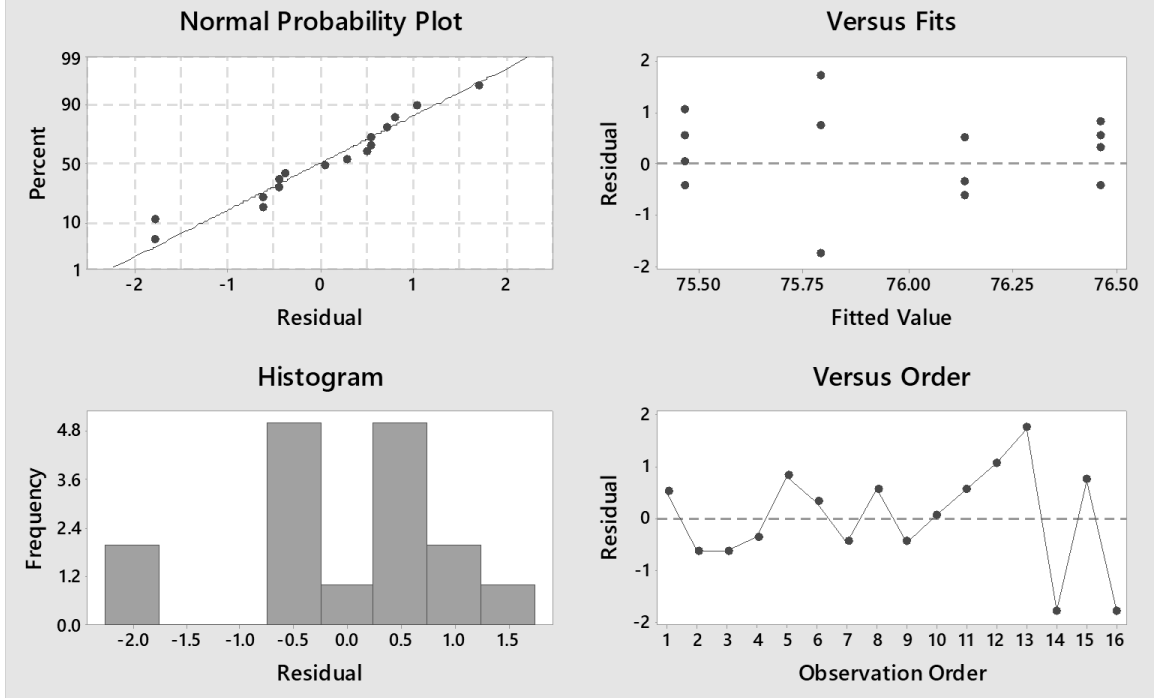 Normal Probability Plot
99
90
50
10
1
Percent
-2 -1 0 1 2
Residual
Versus Fits
2
1
0
-1
-2
Residual
75.50 75.75 76.00 76.25 76.50
Fitted Value
Histogram
4.8
3.6
2.4
1.2
0.0
Frequency
-2.0 -1.5 -1.0 -0.5 0.0 0.5 1.0 1.5
Residual
Versus Order
2
1
0
-1
-2
Residual
1 2 3 4 5 6 7 8 9 10 11 12 13 14 15 16
Observation Order